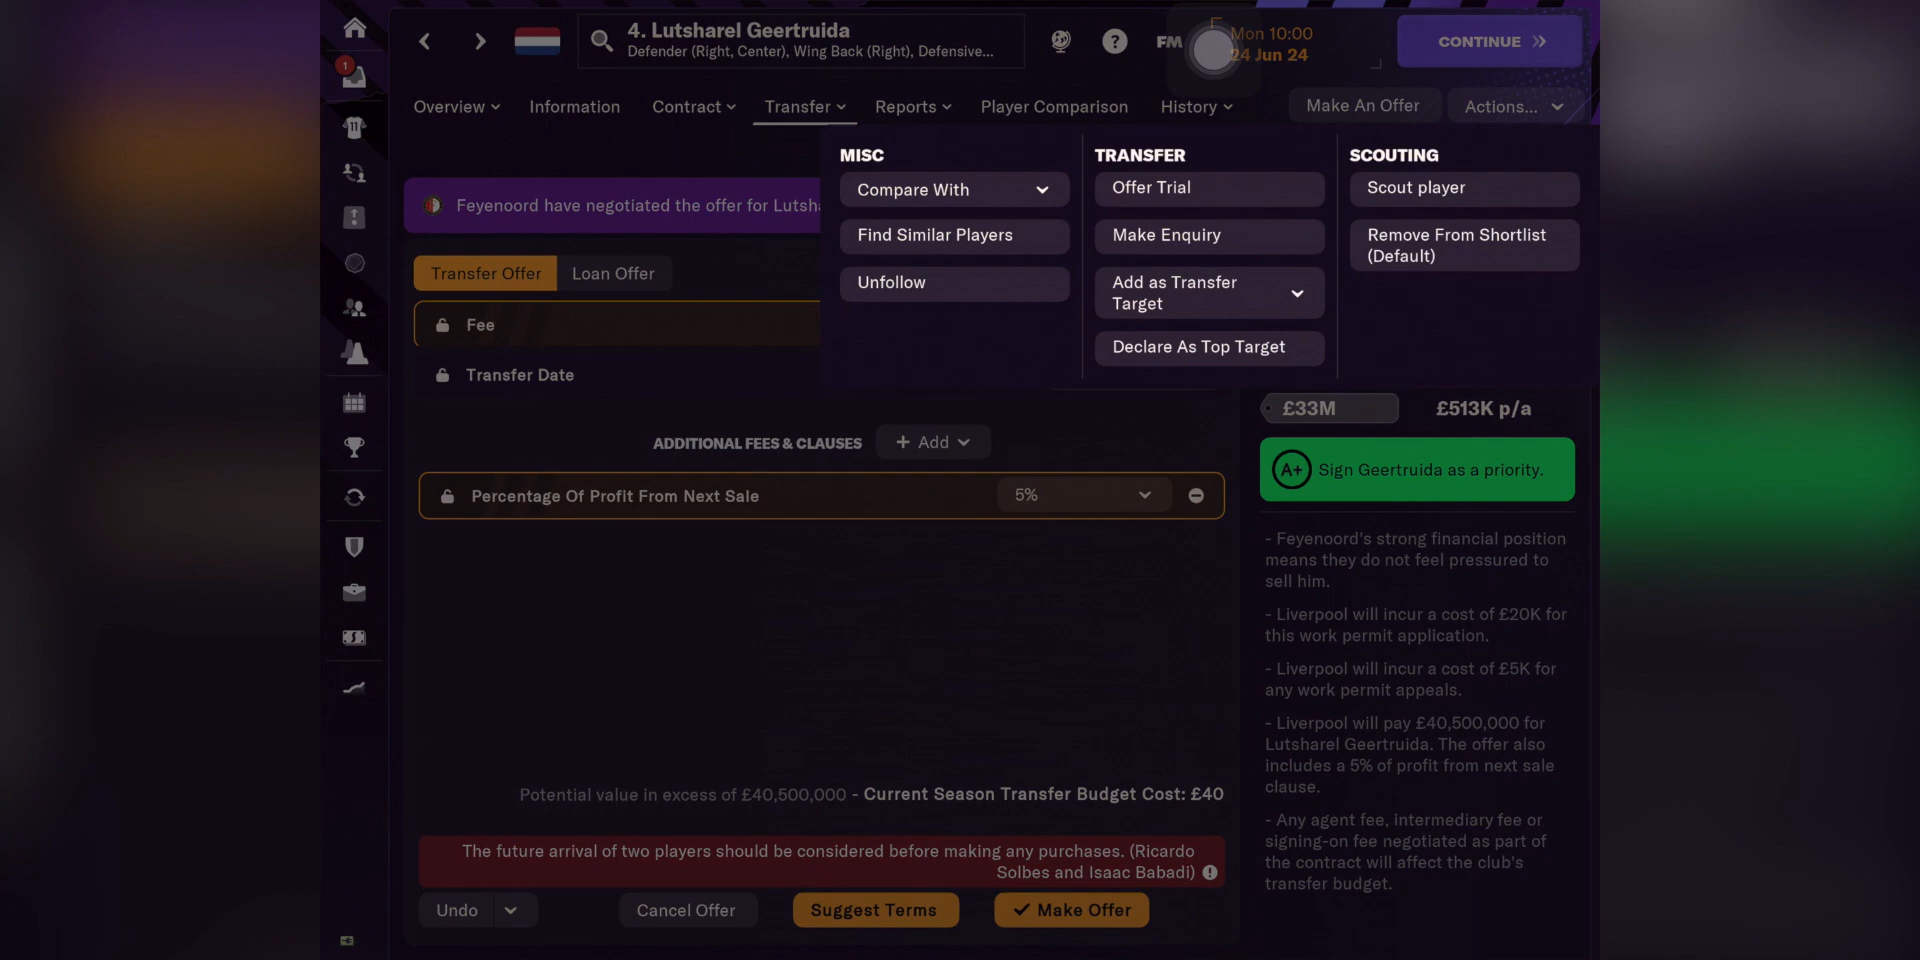 4. Lutsharel Geertruida
Defender (Right, Center), Wing Back (Right), Defensive...
FM
Mon 10:00
24 Jun 24
CONTINUE
1
11
Overview
Information
Contract
Transfer
Reports
Player Comparison
History
Make An Offer
Actions...
MISC
Compare With
Find Similar Players
Unfollow
TRANSFER
Offer Trial
Make Enquiry
Add as Transfer
Target
Declare As Top Target
SCOUTING
Scout player
Remove From Shortlist
(Default)
Feyenoord have negotiated the offer for Lutsha
Transfer Offer
Loan Offer
Fee
Transfer Date
ADDITIONAL FEES & CLAUSES
+ Add
Percentage Of Profit From Next Sale
5%
Potential value in excess of £40,500,000 - Current Season Transfer Budget Cost: £40
The future arrival of two players should be considered before making any purchases. (Ricardo
Solbes and Isaac Babadi)
Undo
Cancel Offer
Suggest Terms
Make Offer
£33M
£513K p/a
A+
Sign Geertruida as a priority.
- Feyenoord's strong financial position
means they do not feel pressured to
sell him.
- Liverpool will incur a cost of £20K for
this work permit application.
- Liverpool will incur a cost of £5K for
any work permit appeals.
- Liverpool will pay £40,500,000 for
Lutsharel Geertruida. The offer also
includes a 5% of profit from next sale
clause.
- Any agent fee, intermediary fee or
signing-on fee negotiated as part of
the contract will affect the club's
transfer budget.